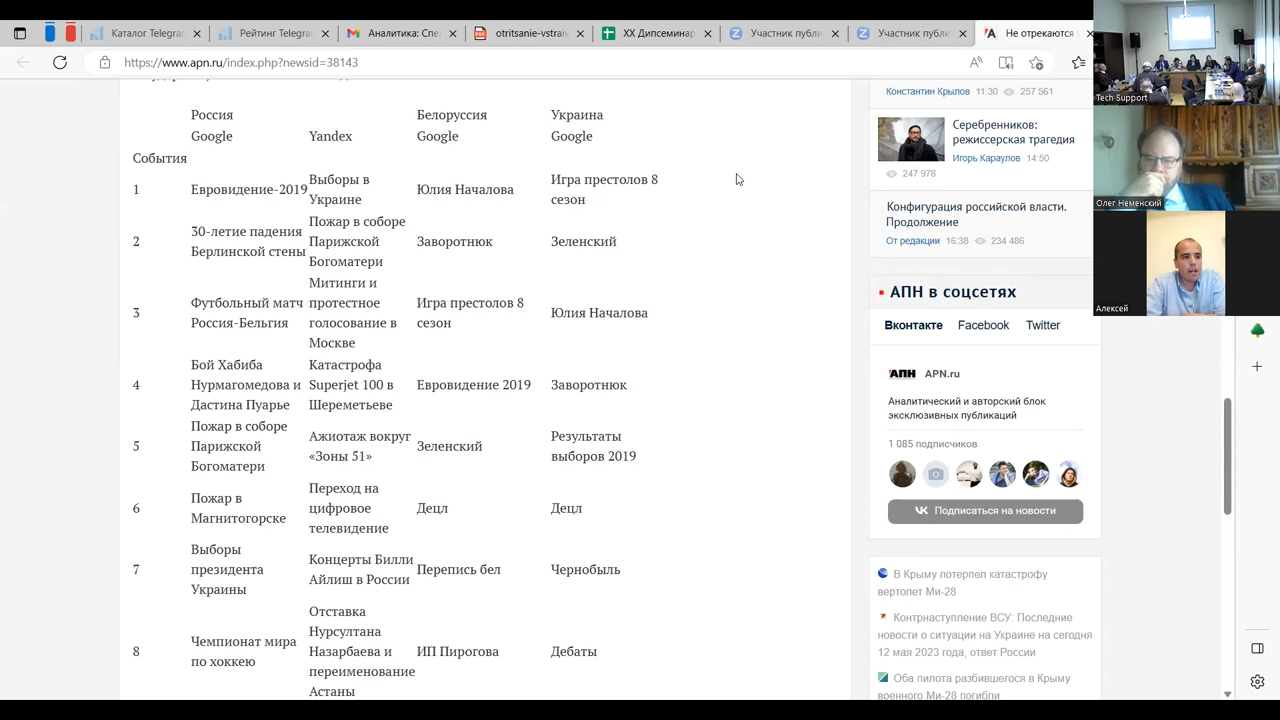 Каталог Telegra
Рейтинг Telegra
Аналитика: Спе
otritsanie-vstrai
XX Дипсеминар
Участник публи
Участник публи
Не отрекаются
https://www.apn.ru/index.php?newsid=38143
Россия
Белоруссия
Украина
Google
Yandex
Google
Google
События
1
Евровидение-2019
Выборы в
Украине
Юлия Началова
Игра престолов 8
сезон
2
30-летие падения
Берлинской стены
Пожар в соборе
Парижской
Богоматери
Заворотнюк
Зеленский
3
Футбольный матч
Россия-Бельгия
Митинги и
протестное
голосование в
Москве
Игра престолов 8
сезон
Юлия Началова
4
Бой Хабиба
Нурмагомедова и
Дастина Пуарье
Катастрофа
Superjet 100 в
Шереметьеве
Евровидение 2019
Заворотнюк
5
Пожар в соборе
Парижской
Богоматери
Ажиотаж вокруг
«Зоны 51»
Зеленский
Результаты
выборов 2019
6
Пожар в
Магнитогорске
Переход на
цифровое
телевидение
Децл
Децл
7
Выборы
президента
Украины
Концерты Билли
Айлиш в России
Перепись бел
Чернобыль
8
Чемпионат мира
по хоккею
Отставка
Нурсултана
Назарбаева и
переименование
Астаны
ИП Пирогова
Дебаты
Константин Крылов 11:30 257 561
Серебренников:
режиссерская трагедия
Игорь Караулов 14:50
247 978
Конфигурация российской власти.
Продолжение
От редакции 16:38 234 486
АПН в соцсетях
Вконтакте Facebook Twitter
АПН APN.ru
Аналитический и авторский блок
эксклюзивных публикаций
1 085 подписчиков
Подписаться на новости
В Крыму потерпел катастрофу
вертолет Ми-28
Контрнаступление ВСУ: Последние
новости о ситуации на Украине на сегодня
12 мая 2023 года, ответ России
Оба пилота разбившегося в Крыму
военного Ми-28 погибли
Tech Support
Олег Неменский
Алексей